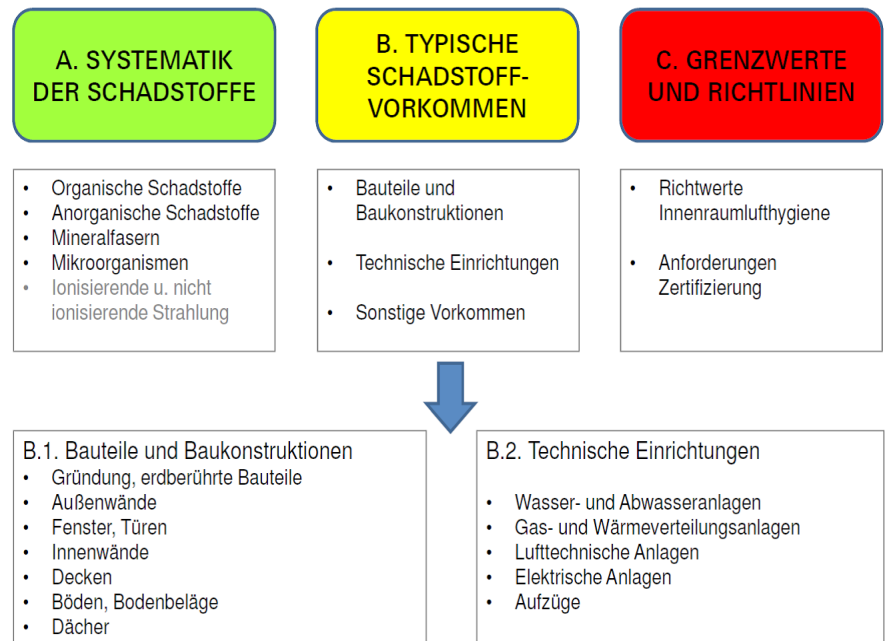 A. SYSTEMATIK
DER SCHADSTOFFE
B. TYPISCHE
SCHADSTOFF-
VORKOMMEN
C. GRENZWERTE
UND RICHTLINIEN
• Organische Schadstoffe
• Anorganische Schadstoffe
• Mineralfasern
• Mikroorganismen
• Ionisierende u. nicht
ionisierende Strahlung
• Bauteile und
Baukonstruktionen
• Technische Einrichtungen
• Sonstige Vorkommen
• Richtwerte
Innenraumlufthygiene
• Anforderungen
Zertifizierung
B.1. Bauteile und Baukonstruktionen
• Gründung, erdberührte Bauteile
• Außenwände
• Fenster, Türen
• Innenwände
• Decken
• Böden, Bodenbeläge
• Dächer
B.2. Technische Einrichtungen
• Wasser- und Abwasseranlagen
• Gas- und Wärmeverteilungsanlagen
• Lufttechnische Anlagen
• Elektrische Anlagen
• Aufzüge